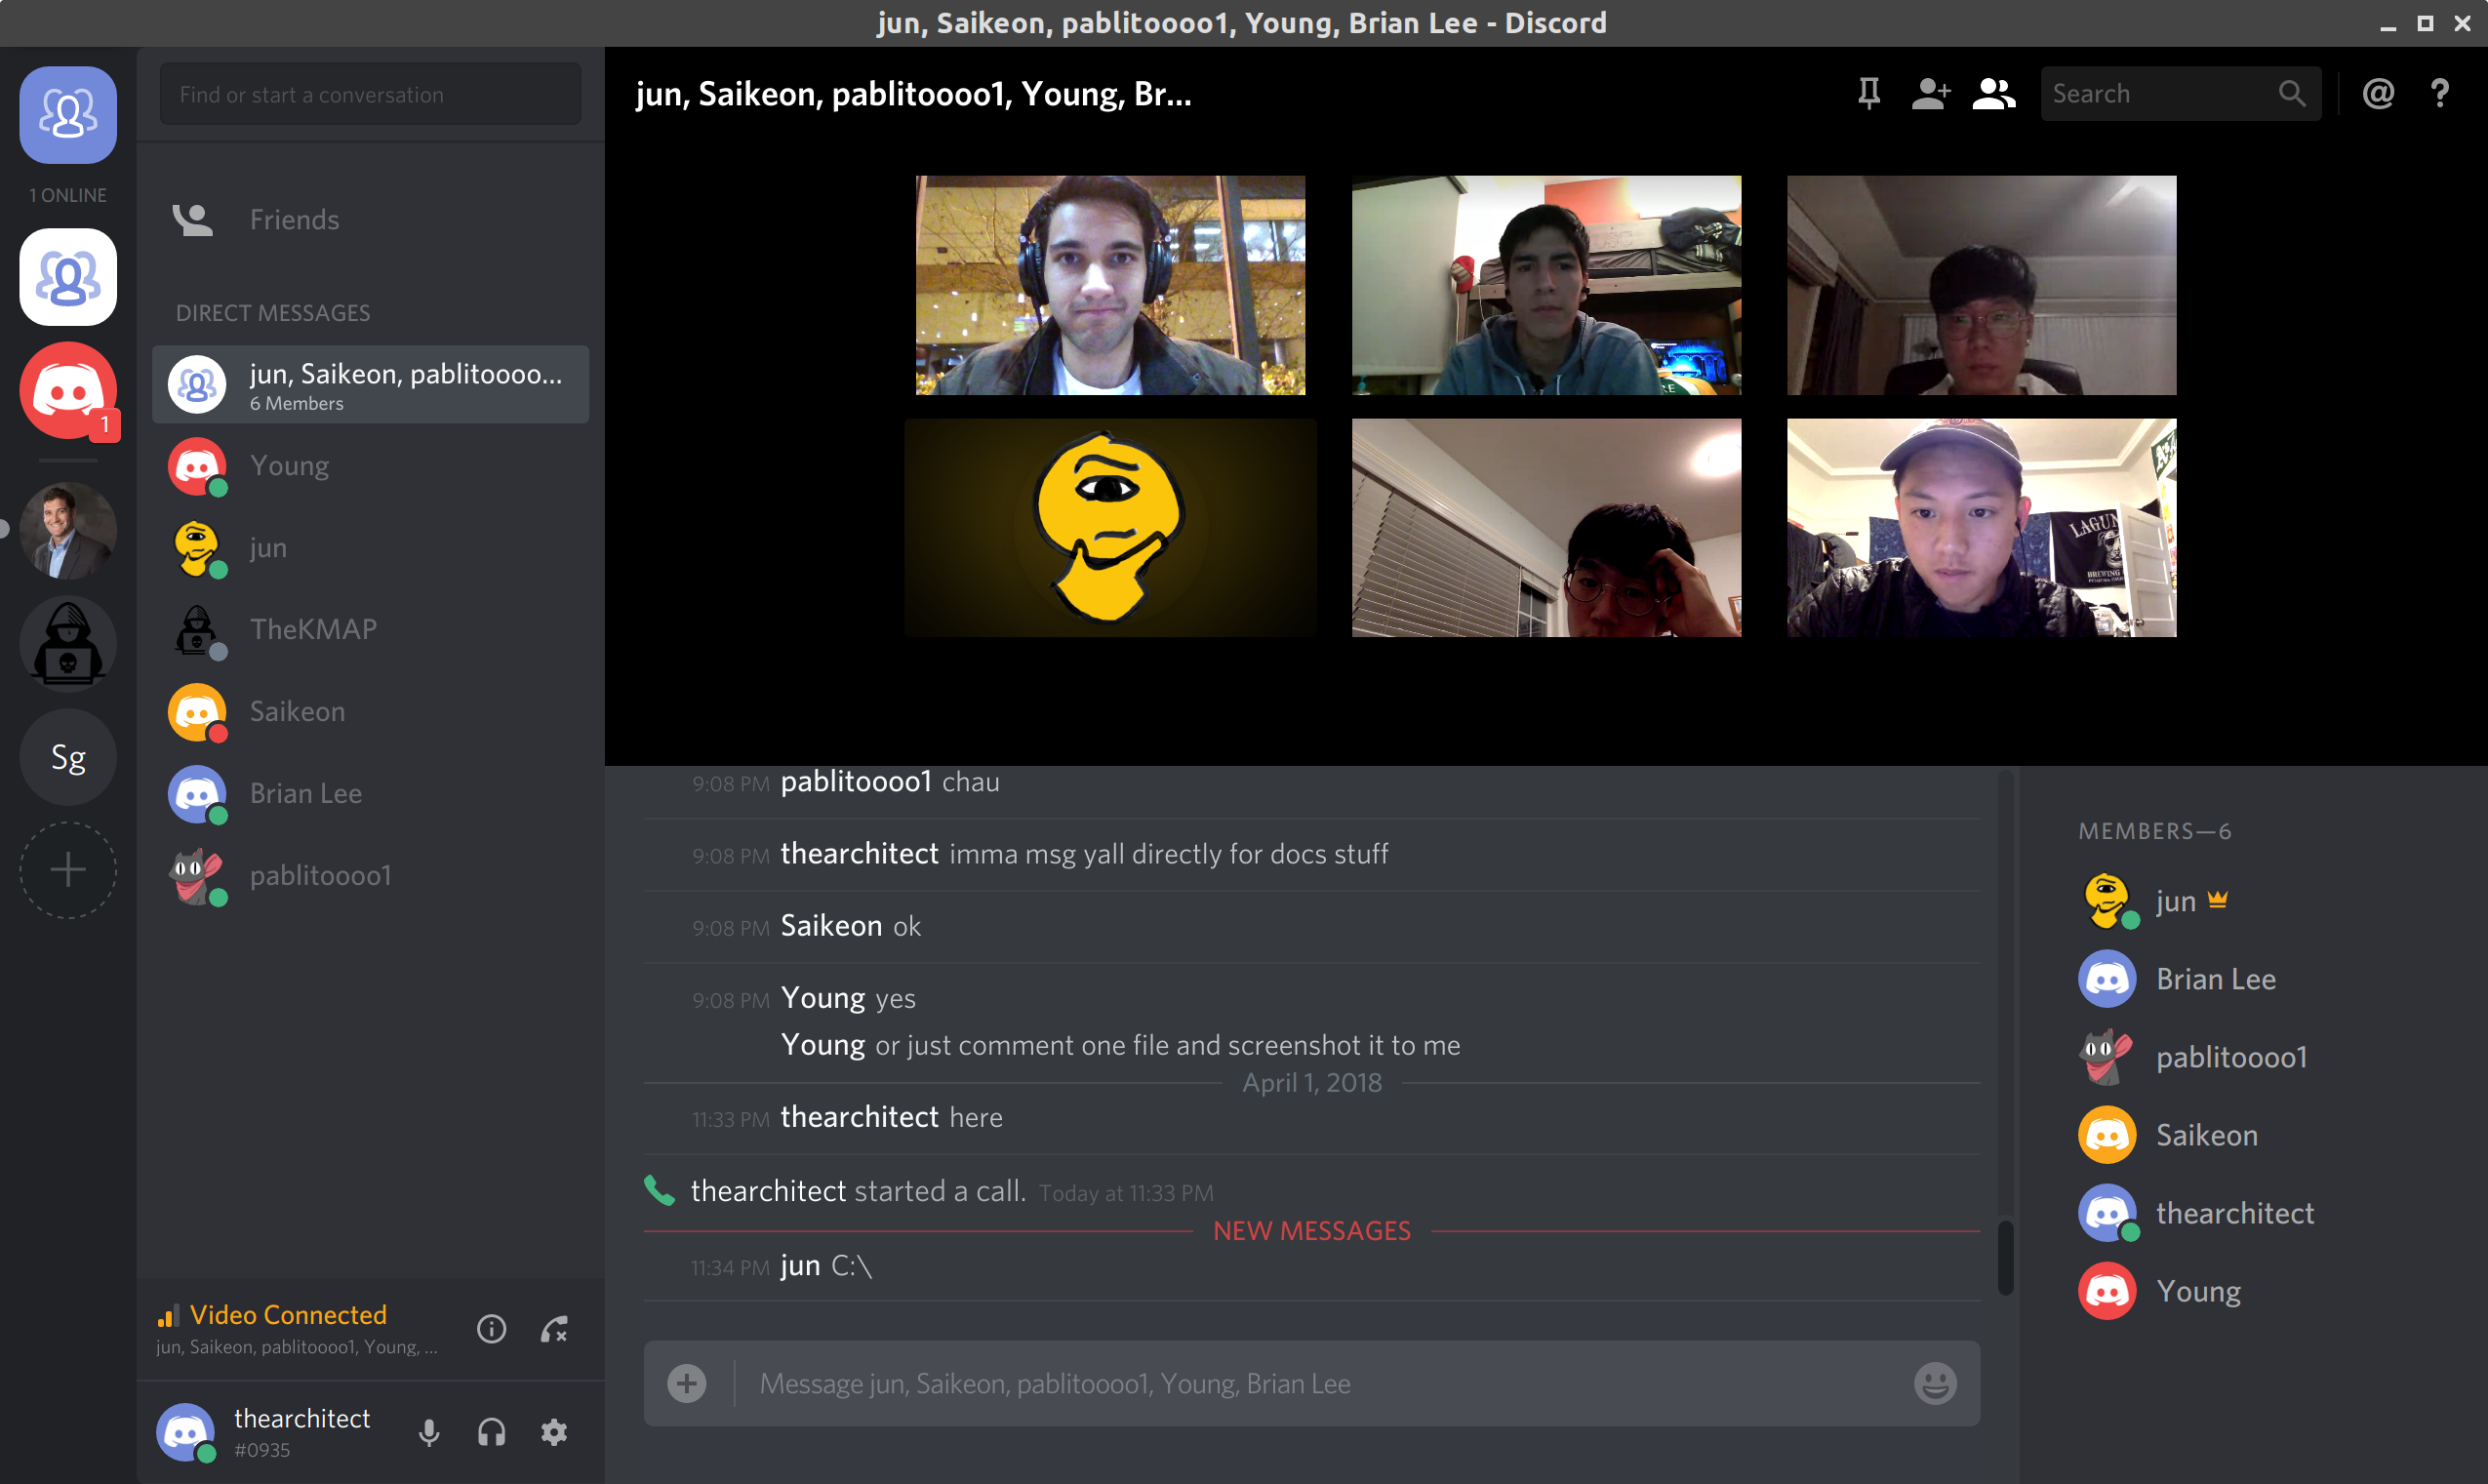 jun, Saikeon, pablitoooo1, Young, Brian Lee - Discord
1 ONLINE
1
Sg
Find or start a conversation
Friends
DIRECT MESSAGES
jun, Saikeon, pablitoooo...
6 Members
Young
jun
TheKMAP
Saikeon
Brian Lee
pablitoooo1
Video Connected
jun, Saikeon, pablitoooo1, Young, ...
thearchitect
#0935
jun, Saikeon, pablitoooo1, Young, Br...
Search
@
?
LAGUN
BREWING
9:08 PM pablitoooo1 chau
9:08 PM thearchitect imma msg yall directly for docs stuff
9:08 PM Saikeon ok
9:08 PM Young yes
Young or just comment one file and screenshot it to me
April 1, 2018
11:33 PM thearchitect here
thearchitect started a call. Today at 11:33 PM
NEW MESSAGES
11:34 PM jun C:\
Message jun, Saikeon, pablitoooo1, Young, Brian Lee
MEMBERS—6
jun
Brian Lee
pablitoooo1
Saikeon
thearchitect
Young